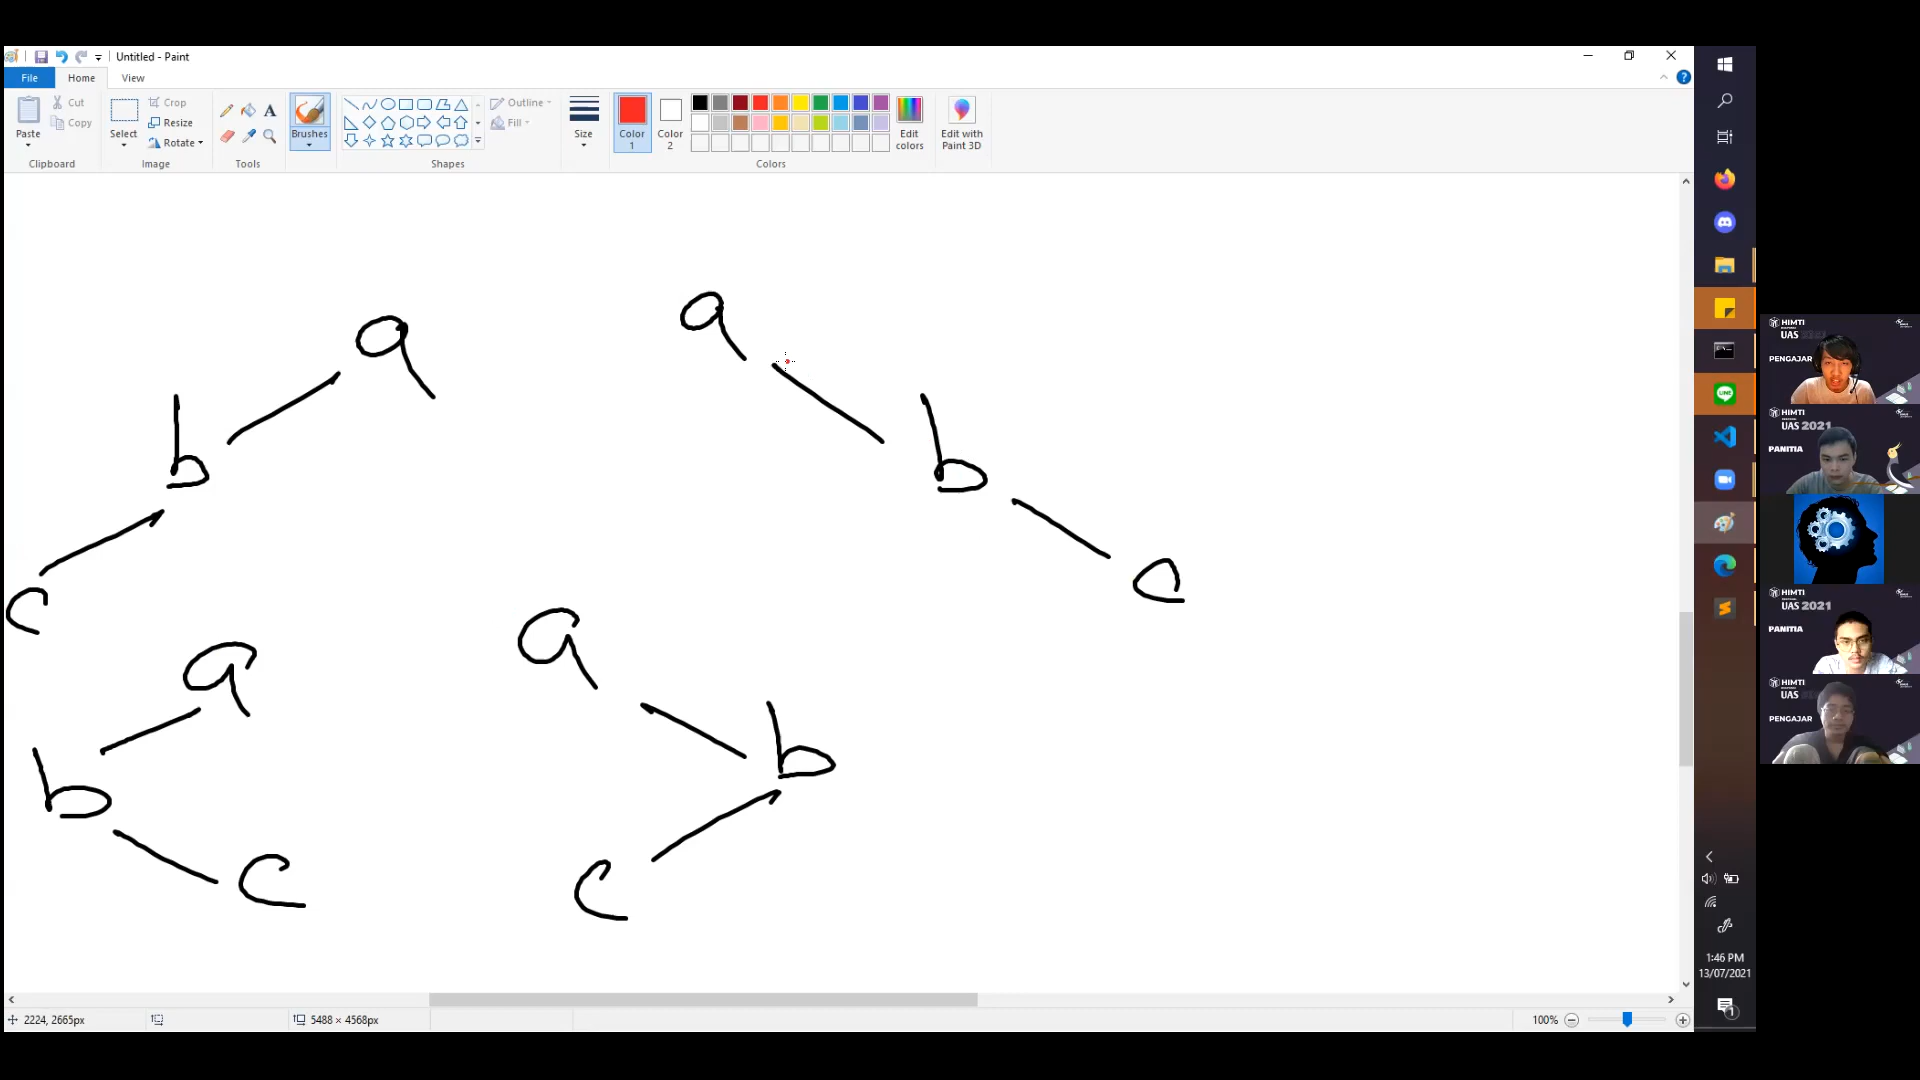 Untitled - Paint
File Home View
Paste Cut Copy
Clipboard
Select Crop Resize Rotate
Image
Tools
Brushes
Outline Fill
Shapes
Size
Color 1 Color 2
Edit colors
Colors
Edit with Paint 3D
a a
b b
c c
a a
b b
c c
2224, 2665px 5488 × 4568px 100%
LINE
1:46 PM
13/07/2021
1
HIMTI
UAS
PENGAJAR
HIMTI
UAS 2021
PANITIA
HIMTI
UAS 2021
PANITIA
HIMTI
UAS
PENGAJAR